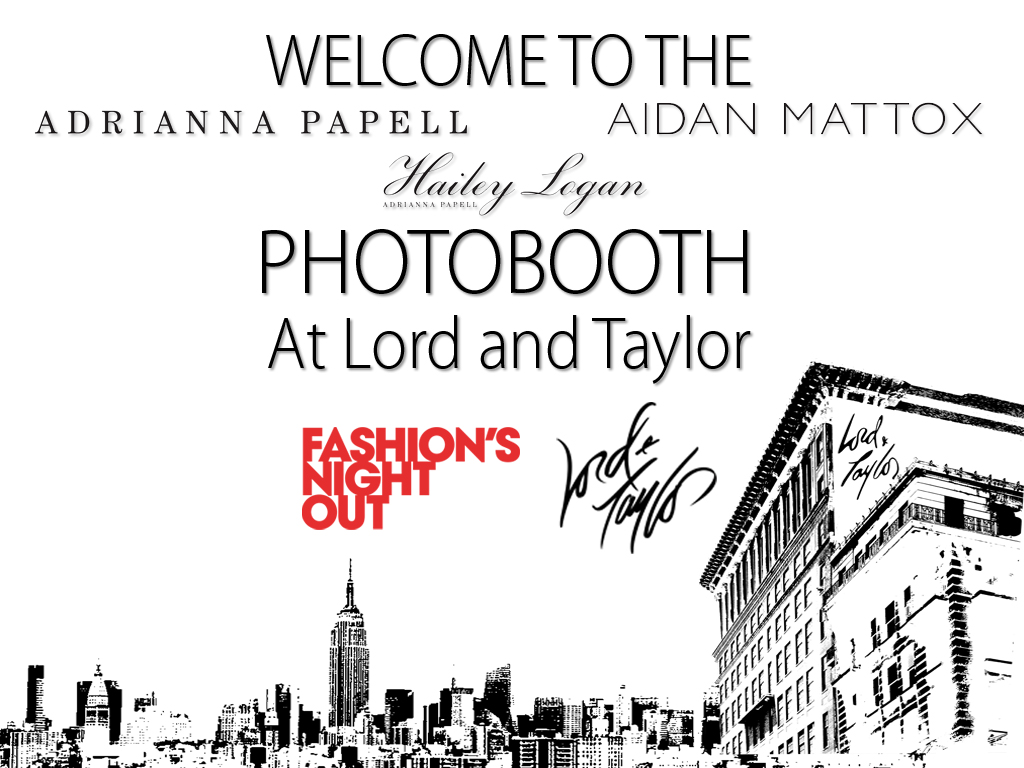 WELCOME TO THE
ADRIANNA PAPELL
AIDAN MATTOX
Hailey Logan
ADRIANNA PAPELL
PHOTOBOOTH
At Lord and Taylor
FASHION'S
NIGHT
OUT
Lord &
Taylor
Lord &
Taylor